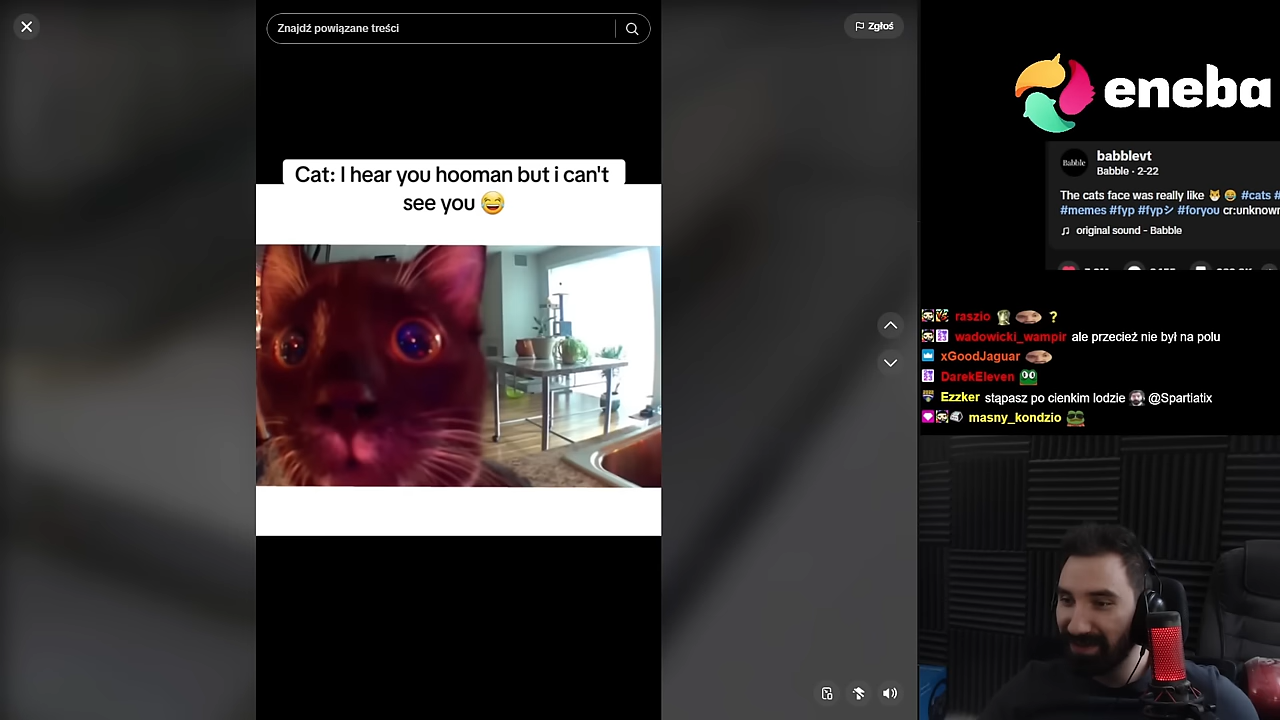 Znajdź powiązane treści
Zgłoś
Cat: I hear you hooman but i can't
see you 😅
eneba
Babble
babblevt
Babble · 2-22
The cats face was really like 😼 😂 #cats #
#memes #fyp #fypシ #foryou cr:unknown
♫ original sound - Babble
raszio ?
wadowicki_wampir ale przecież nie był na polu
xGoodJaguar
DarekEleven
Ezzker stąpasz po cienkim lodzie @Spartiatix
masny_kondzio